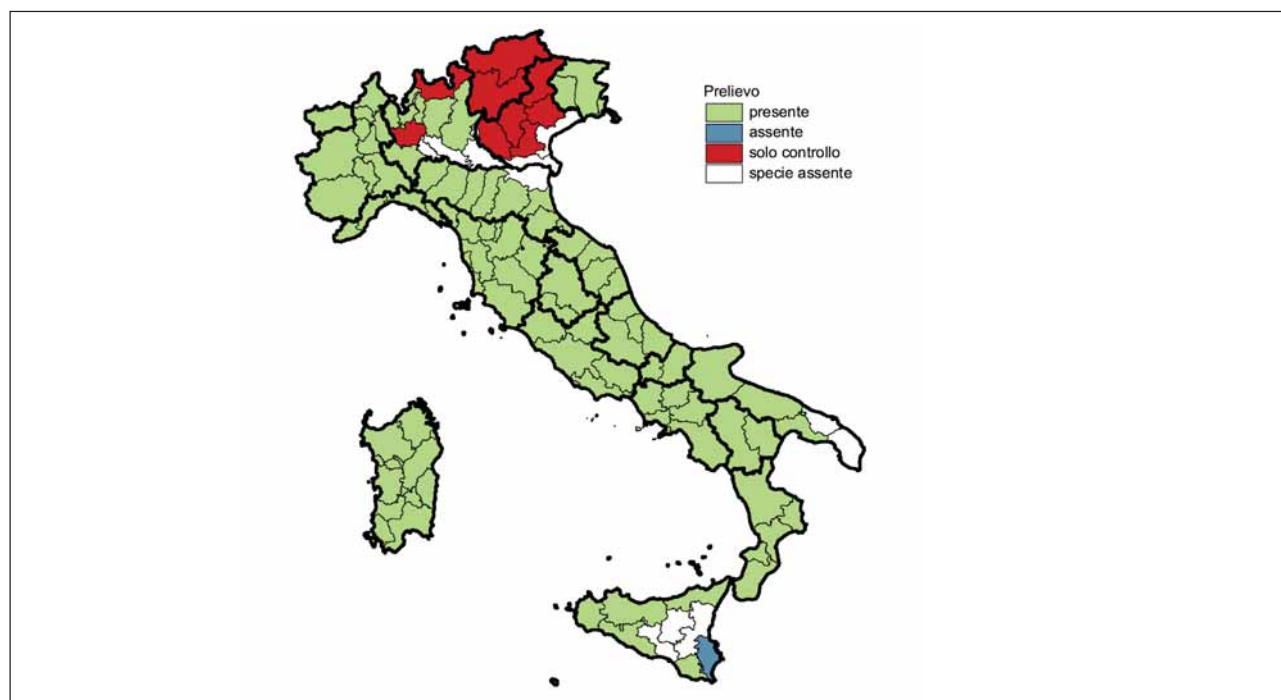 Prelievo
presente
assente
solo controllo
specie assente